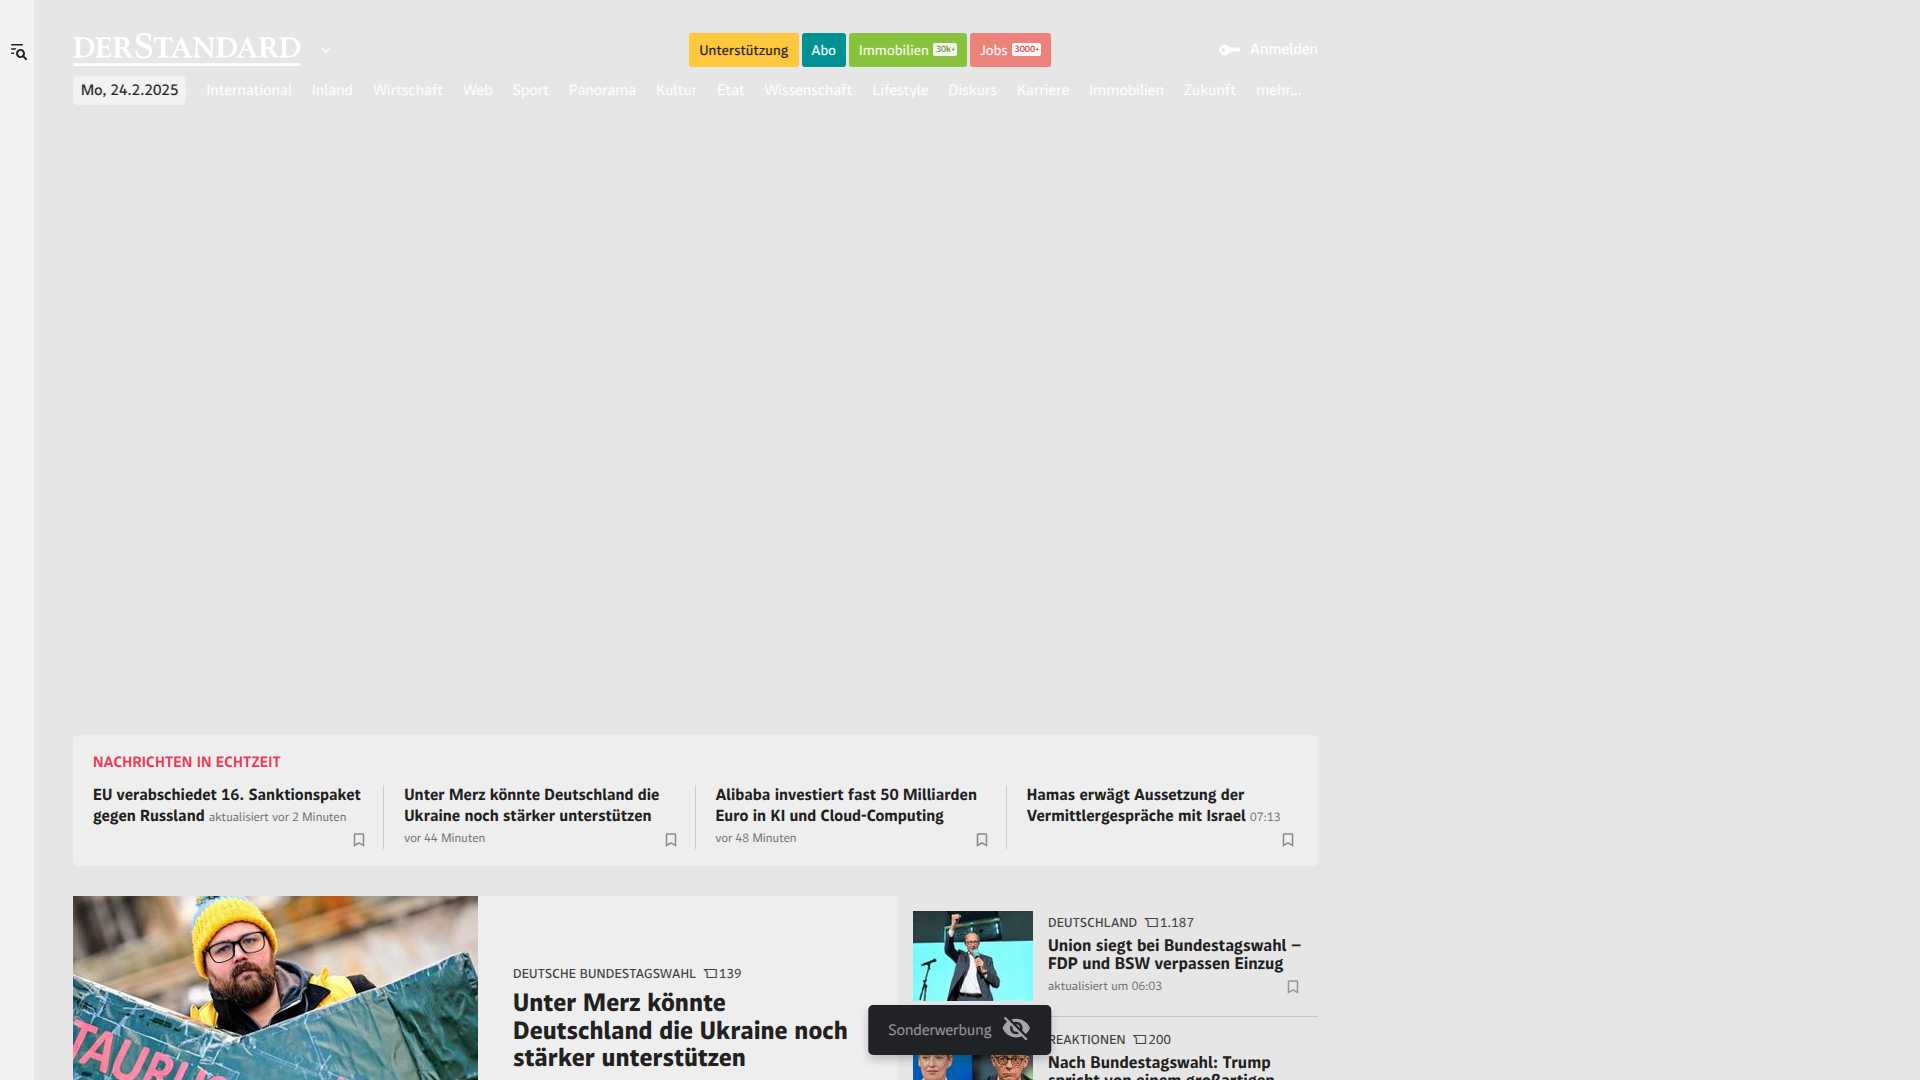 DERSTANDARD
Unterstützung
Abo
Immobilien 30k+
Jobs 3000+
Anmelden
Mo, 24.2.2025
International
Inland
Wirtschaft
Web
Sport
Panorama
Kultur
Etat
Wissenschaft
Lifestyle
Diskurs
Karriere
Immobilien
Zukunft
mehr...
NACHRICHTEN IN ECHTZEIT
EU verabschiedet 16. Sanktionspaket
gegen Russland aktualisiert vor 2 Minuten
Unter Merz könnte Deutschland die
Ukraine noch stärker unterstützen
vor 44 Minuten
Alibaba investiert fast 50 Milliarden
Euro in KI und Cloud-Computing
vor 48 Minuten
Hamas erwägt Aussetzung der
Vermittlergespräche mit Israel 07:13
TAURUS
DEUTSCHE BUNDESTAGSWAHL 139
Unter Merz könnte
Deutschland die Ukraine noch
stärker unterstützen
DEUTSCHLAND 1.187
Union siegt bei Bundestagswahl –
FDP und BSW verpassen Einzug
aktualisiert um 06:03
Sonderwerbung
REAKTIONEN 200
Nach Bundestagswahl: Trump
spricht von einem großartigen